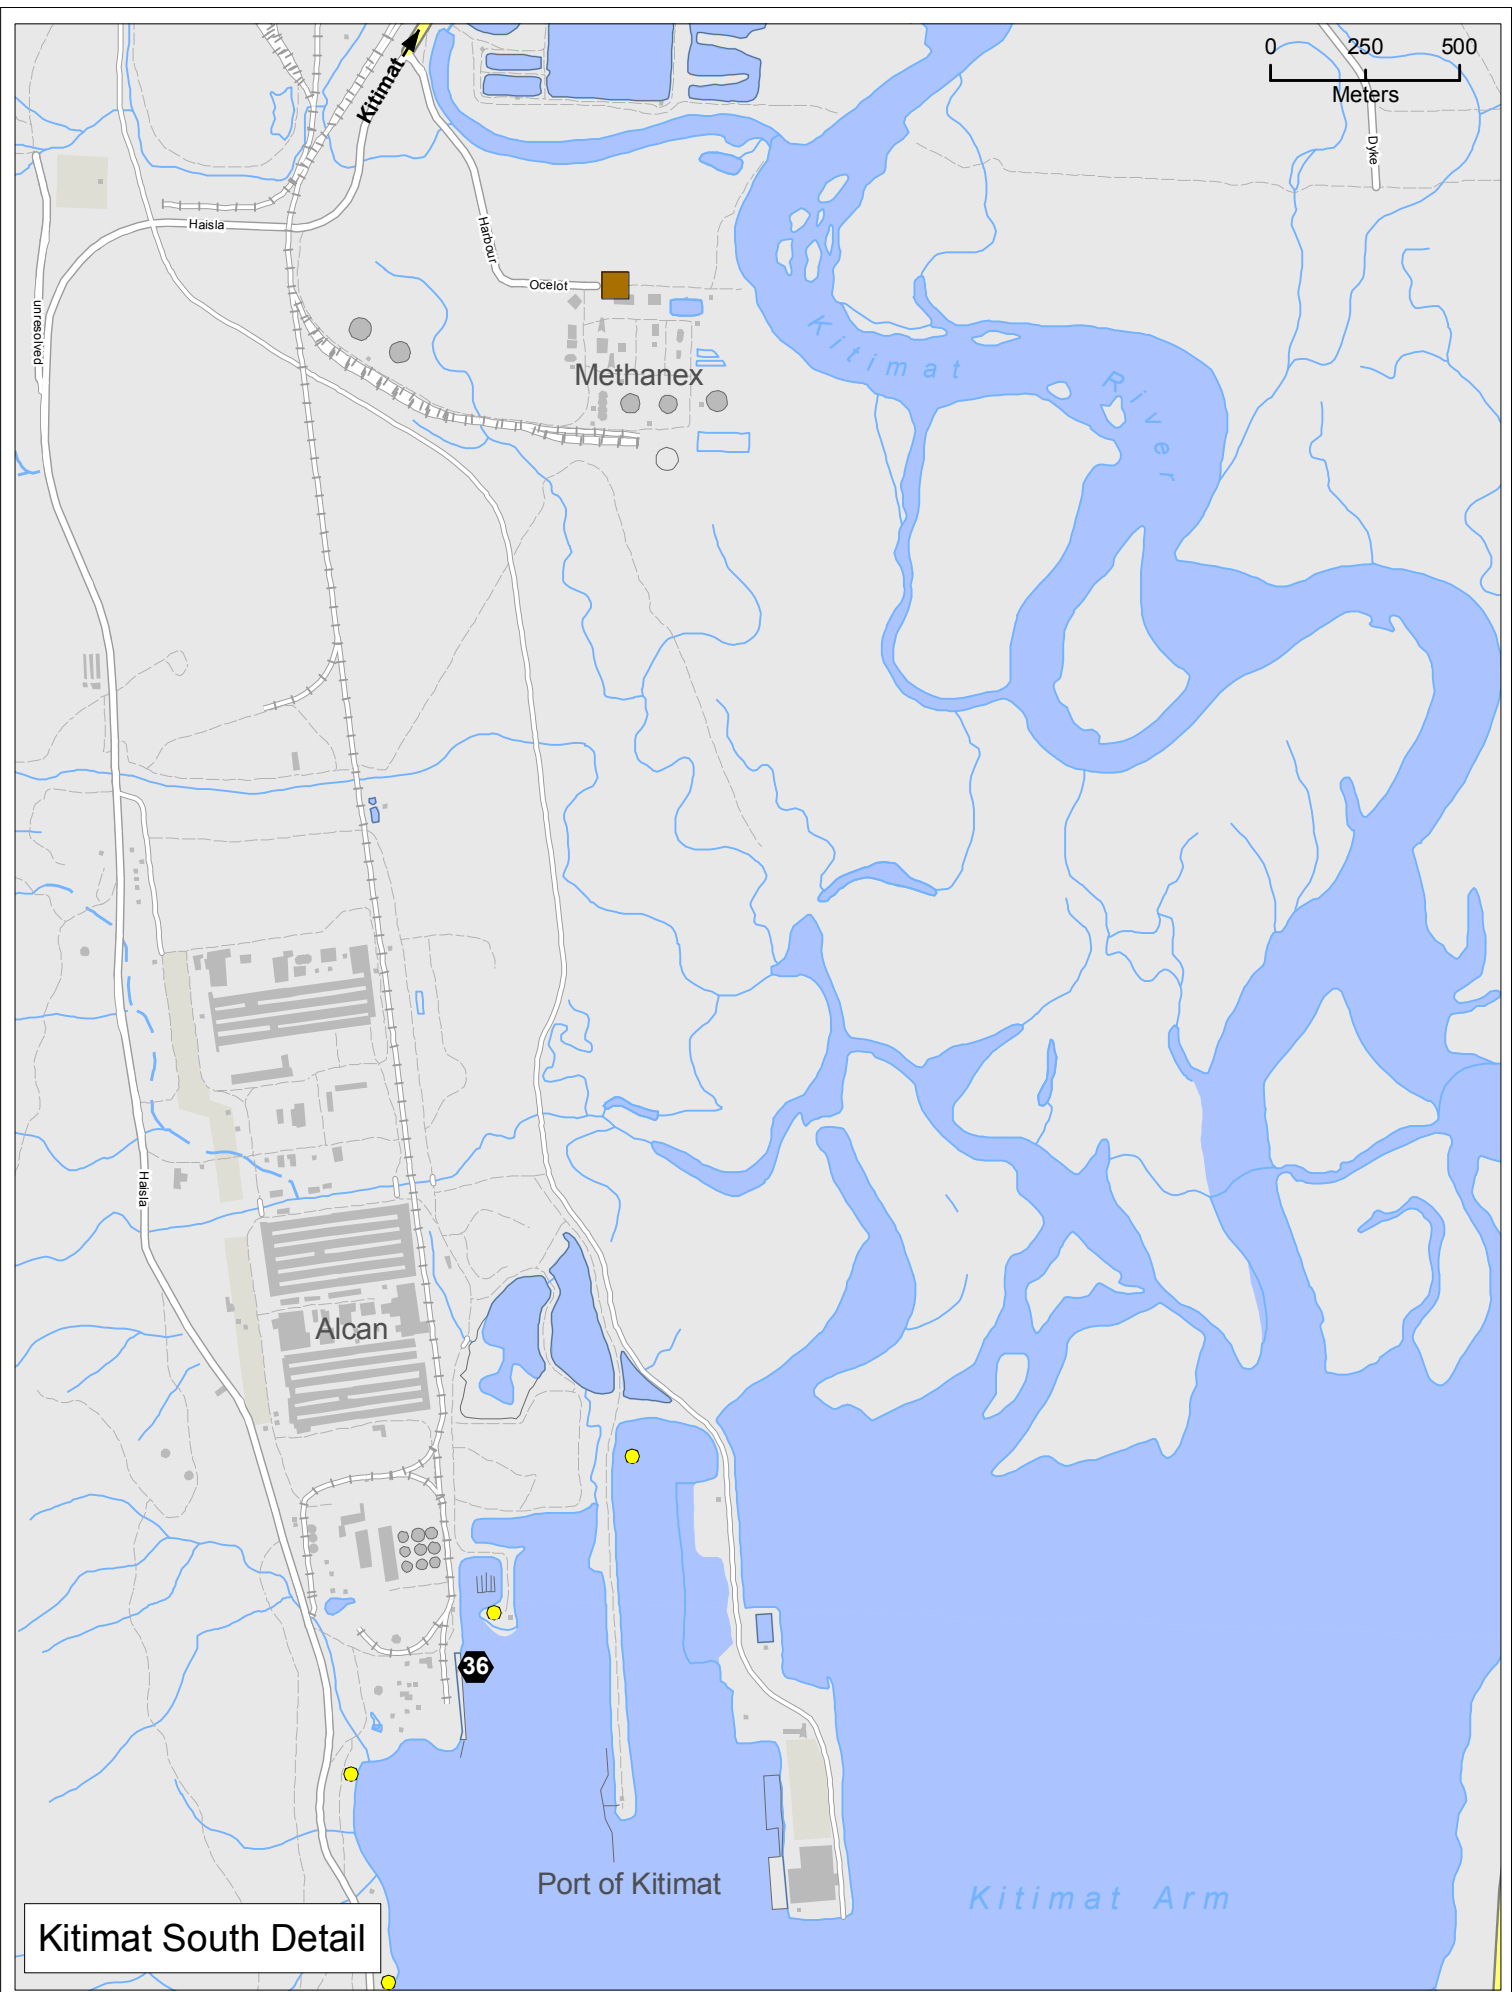 0 250 500
Meters
Kitimat
Dyke
Haisla
Harbour
Ocelot
unresolved
Kitimat River
Methanex
Haisla
Alcan
36
Port of Kitimat
Kitimat Arm
Kitimat South Detail